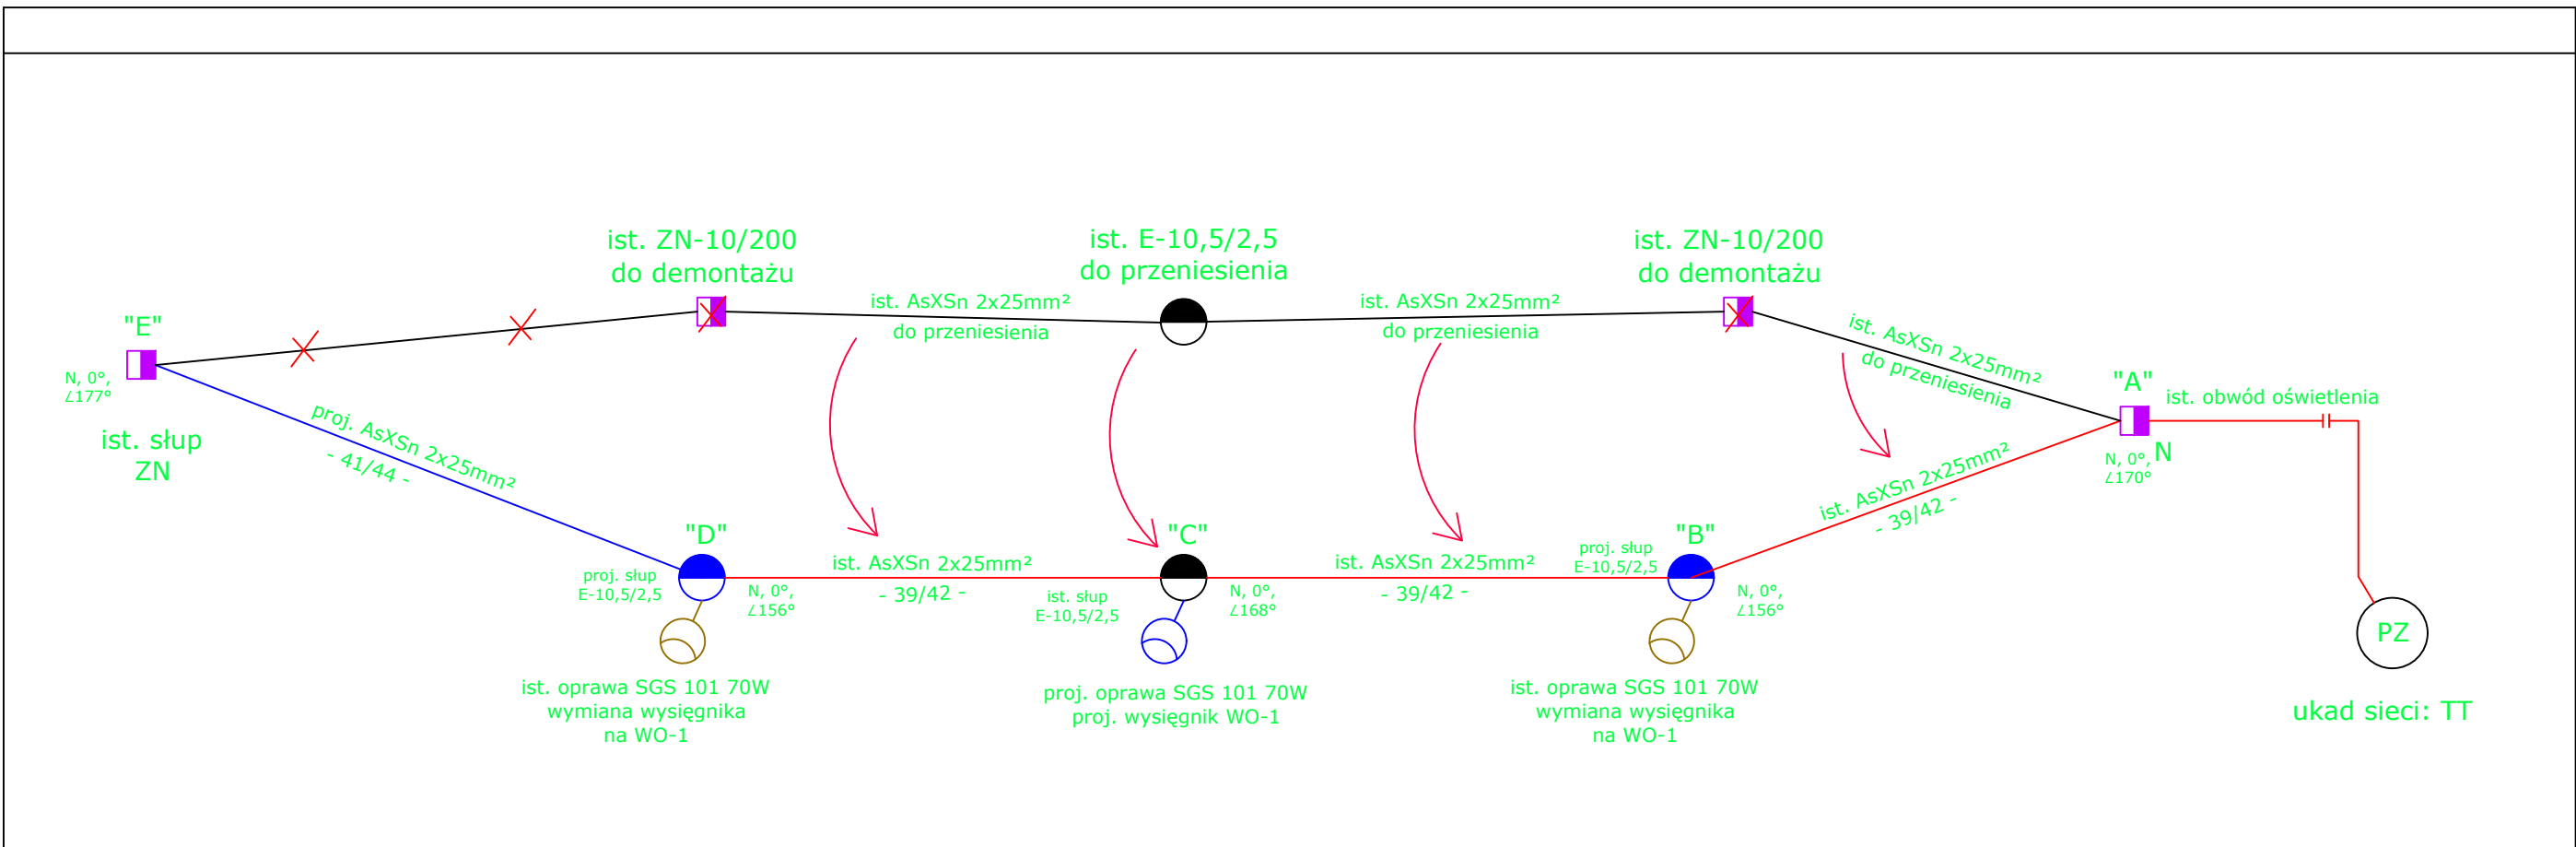 ist. ZN-10/200
do demontażu
ist. E-10,5/2,5
do przeniesienia
ist. ZN-10/200
do demontażu
ist. AsXSn 2x25mm²
do przeniesienia
ist. AsXSn 2x25mm²
do przeniesienia
ist. AsXSn 2x25mm²
do przeniesienia
"E"
N, 0°,
∠177°
ist. słup
ZN
"A"
ist. obwód oświetlenia
N
N, 0°,
∠170°
proj. AsXSn 2x25mm²
- 41/44 -
ist. AsXSn 2x25mm²
- 39/42 -
"D"
proj. słup
E-10,5/2,5
N, 0°,
∠156°
ist. AsXSn 2x25mm²
- 39/42 -
"C"
ist. słup
E-10,5/2,5
N, 0°,
∠168°
ist. AsXSn 2x25mm²
- 39/42 -
"B"
proj. słup
E-10,5/2,5
N, 0°,
∠156°
PZ
ist. oprawa SGS 101 70W
wymiana wysięgnika
na WO-1
proj. oprawa SGS 101 70W
proj. wysięgnik WO-1
ist. oprawa SGS 101 70W
wymiana wysięgnika
na WO-1
ukad sieci: TT